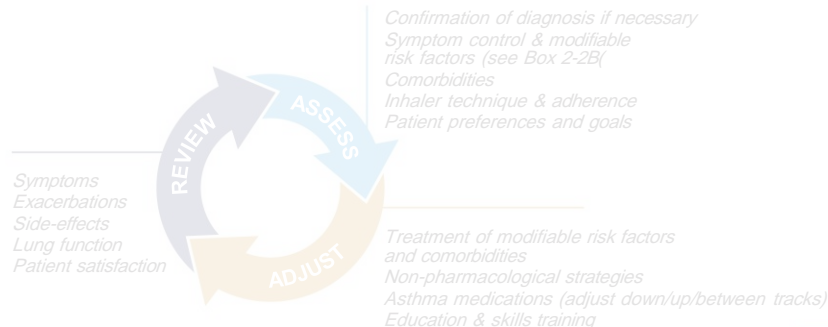 Confirmation of diagnosis if necessary
Symptom control & modifiable
risk factors (see Box 2-2B(
Comorbidities
Inhaler technique & adherence
Patient preferences and goals
ASSESS
REVIEW
Symptoms
Exacerbations
Side-effects
Lung function
Patient satisfaction
ADJUST
Treatment of modifiable risk factors
and comorbidities
Non-pharmacological strategies
Asthma medications (adjust down/up/between tracks)
Education & skills training